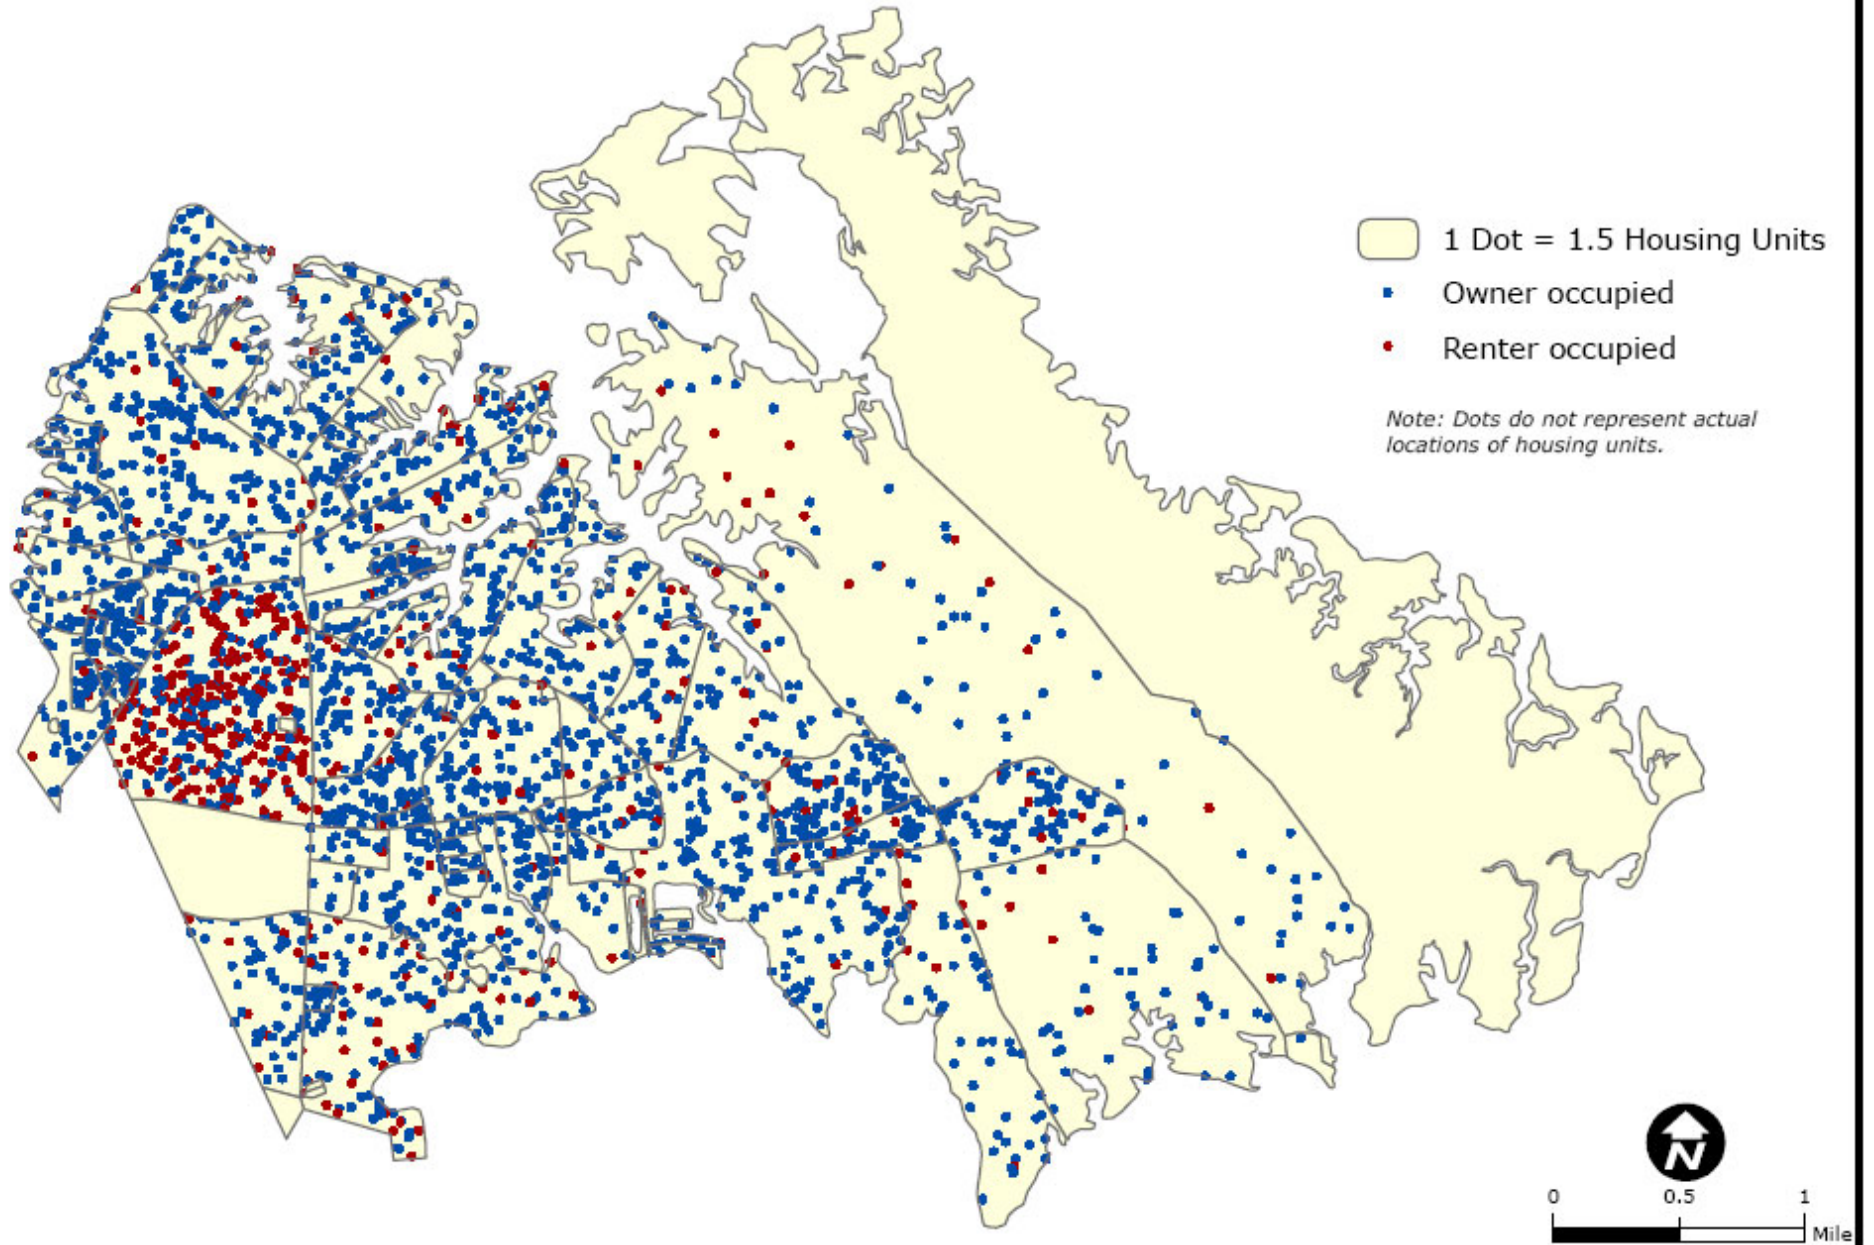 1 Dot = 1.5 Housing Units
Owner occupied
Renter occupied
Note: Dots do not represent actual
locations of housing units.
N
0 0.5 1
Mile